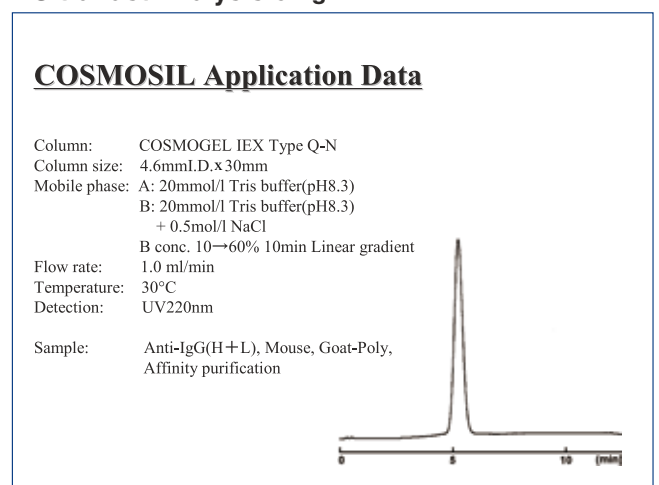 COSMOSIL Application Data
Column: COSMOGEL IEX Type Q-N
Column size: 4.6mmI.D.x30mm
Mobile phase: A: 20mmol/l Tris buffer(pH8.3)
B: 20mmol/l Tris buffer(pH8.3)
+ 0.5mol/l NaCl
B conc. 10→60% 10min Linear gradient
Flow rate: 1.0 ml/min
Temperature: 30°C
Detection: UV220nm
Sample: Anti-IgG(H+L), Mouse, Goat-Poly,
Affinity purification
0 5 10 (min)